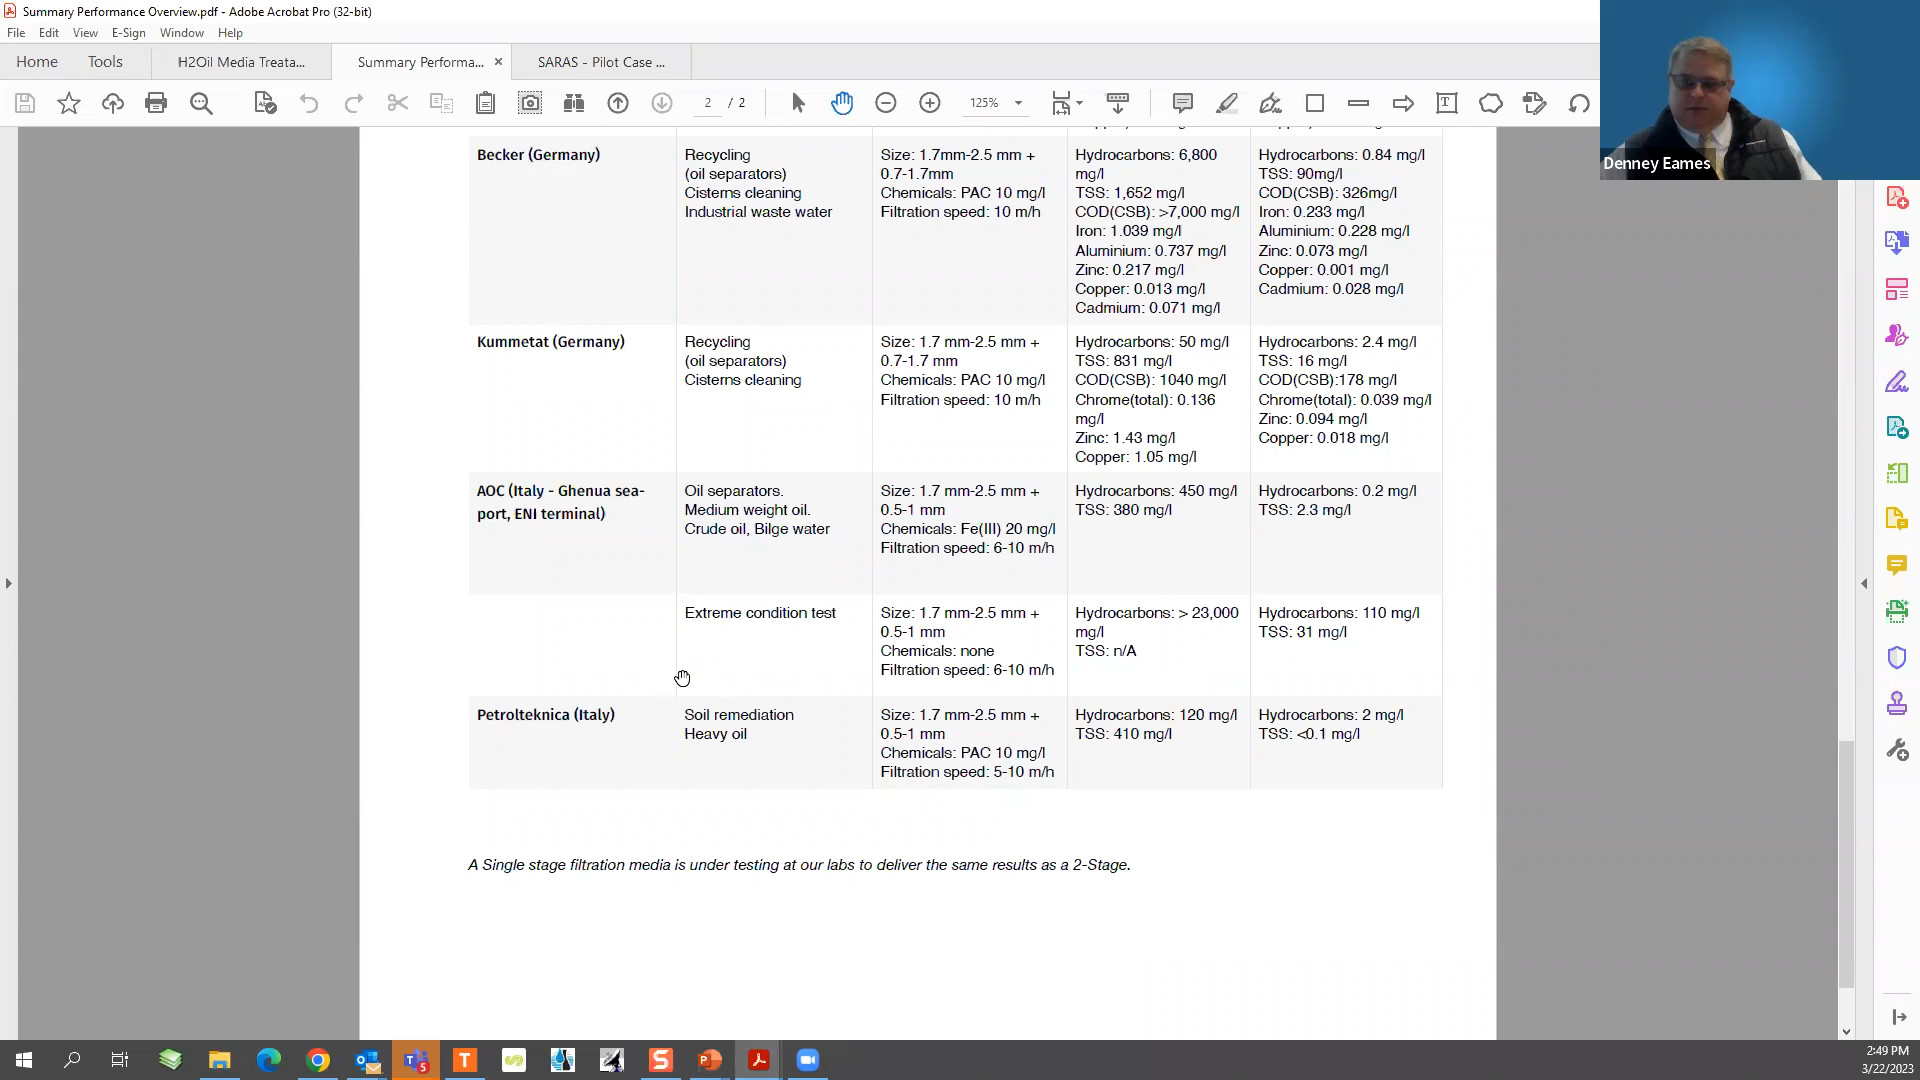 Summary Performance Overview.pdf - Adobe Acrobat Pro (32-bit)
File Edit View E-Sign Window Help
Home Tools H2Oil Media Treata... Summary Performa... × SARAS - Pilot Case ...
2 / 2 125%
Denney Eames
Becker (Germany)
Recycling
(oil separators)
Cisterns cleaning
Industrial waste water
Size: 1.7mm-2.5 mm +
0.7-1.7mm
Chemicals: PAC 10 mg/l
Filtration speed: 10 m/h
Hydrocarbons: 6,800
mg/l
TSS: 1,652 mg/l
COD(CSB): >7,000 mg/l
Iron: 1.039 mg/l
Aluminium: 0.737 mg/l
Zinc: 0.217 mg/l
Copper: 0.013 mg/l
Cadmium: 0.071 mg/l
Hydrocarbons: 0.84 mg/l
TSS: 90mg/l
COD(CSB): 326mg/l
Iron: 0.233 mg/l
Aluminium: 0.228 mg/l
Zinc: 0.073 mg/l
Copper: 0.001 mg/l
Cadmium: 0.028 mg/l
Kummetat (Germany)
Recycling
(oil separators)
Cisterns cleaning
Size: 1.7 mm-2.5 mm +
0.7-1.7 mm
Chemicals: PAC 10 mg/l
Filtration speed: 10 m/h
Hydrocarbons: 50 mg/l
TSS: 831 mg/l
COD(CSB): 1040 mg/l
Chrome(total): 0.136
mg/l
Zinc: 1.43 mg/l
Copper: 1.05 mg/l
Hydrocarbons: 2.4 mg/l
TSS: 16 mg/l
COD(CSB):178 mg/l
Chrome(total): 0.039 mg/l
Zinc: 0.094 mg/l
Copper: 0.018 mg/l
AOC (Italy - Ghenua sea-
port, ENI terminal)
Oil separators.
Medium weight oil.
Crude oil, Bilge water
Size: 1.7 mm-2.5 mm +
0.5-1 mm
Chemicals: Fe(III) 20 mg/l
Filtration speed: 6-10 m/h
Hydrocarbons: 450 mg/l
TSS: 380 mg/l
Hydrocarbons: 0.2 mg/l
TSS: 2.3 mg/l
Extreme condition test
Size: 1.7 mm-2.5 mm +
0.5-1 mm
Chemicals: none
Filtration speed: 6-10 m/h
Hydrocarbons: > 23,000
mg/l
TSS: n/A
Hydrocarbons: 110 mg/l
TSS: 31 mg/l
Petrolteknica (Italy)
Soil remediation
Heavy oil
Size: 1.7 mm-2.5 mm +
0.5-1 mm
Chemicals: PAC 10 mg/l
Filtration speed: 5-10 m/h
Hydrocarbons: 120 mg/l
TSS: 410 mg/l
Hydrocarbons: 2 mg/l
TSS: <0.1 mg/l
A Single stage filtration media is under testing at our labs to deliver the same results as a 2-Stage.
2:49 PM
3/22/2023